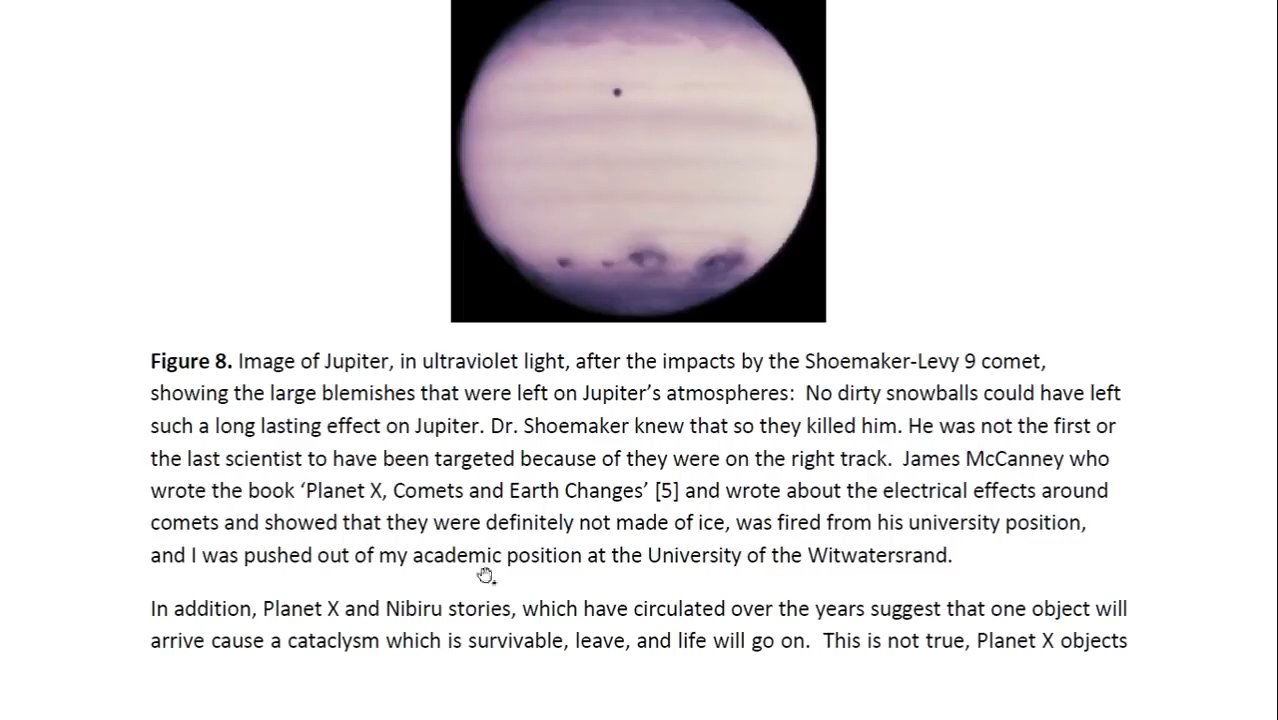 Figure 8. Image of Jupiter, in ultraviolet light, after the impacts by the Shoemaker-Levy 9 comet,
showing the large blemishes that were left on Jupiter’s atmospheres:  No dirty snowballs could have left
such a long lasting effect on Jupiter. Dr. Shoemaker knew that so they killed him. He was not the first or
the last scientist to have been targeted because of they were on the right track.  James McCanney who
wrote the book ‘Planet X, Comets and Earth Changes’ [5] and wrote about the electrical effects around
comets and showed that they were definitely not made of ice, was fired from his university position,
and I was pushed out of my academic position at the University of the Witwatersrand.
In addition, Planet X and Nibiru stories, which have circulated over the years suggest that one object will
arrive cause a cataclysm which is survivable, leave, and life will go on.  This is not true, Planet X objects